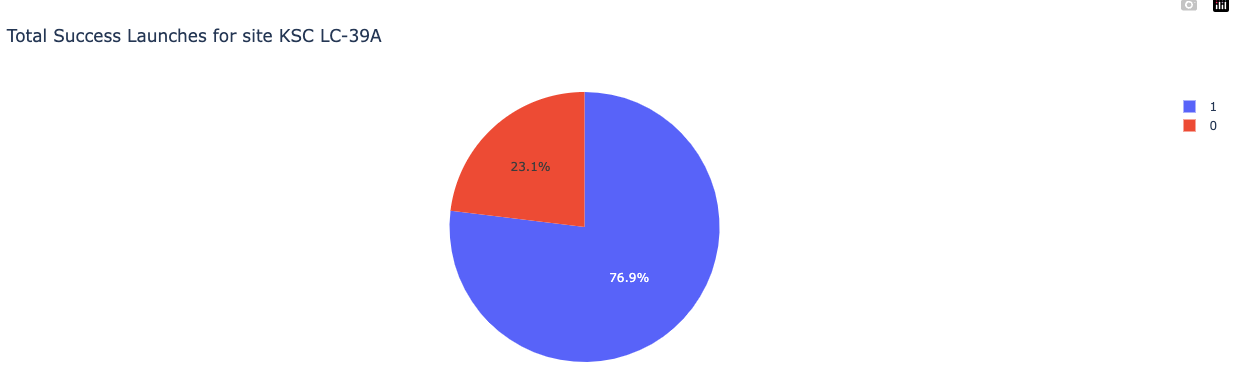 Total Success Launches for site KSC LC-39A
1
0
23.1%
76.9%